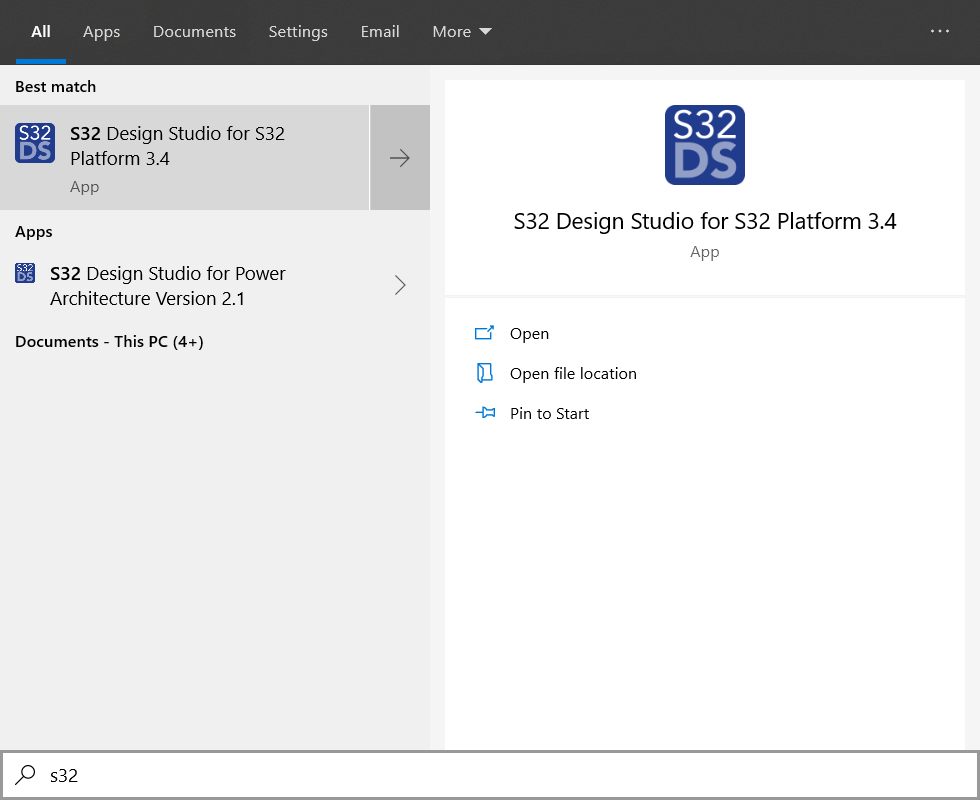 All Apps Documents Settings Email More ...
Best match
S32 DS
S32 Design Studio for S32
Platform 3.4
App
Apps
S32 DS
S32 Design Studio for Power
Architecture Version 2.1
Documents - This PC (4+)
S32
DS
S32 Design Studio for S32 Platform 3.4
App
Open
Open file location
Pin to Start
s32